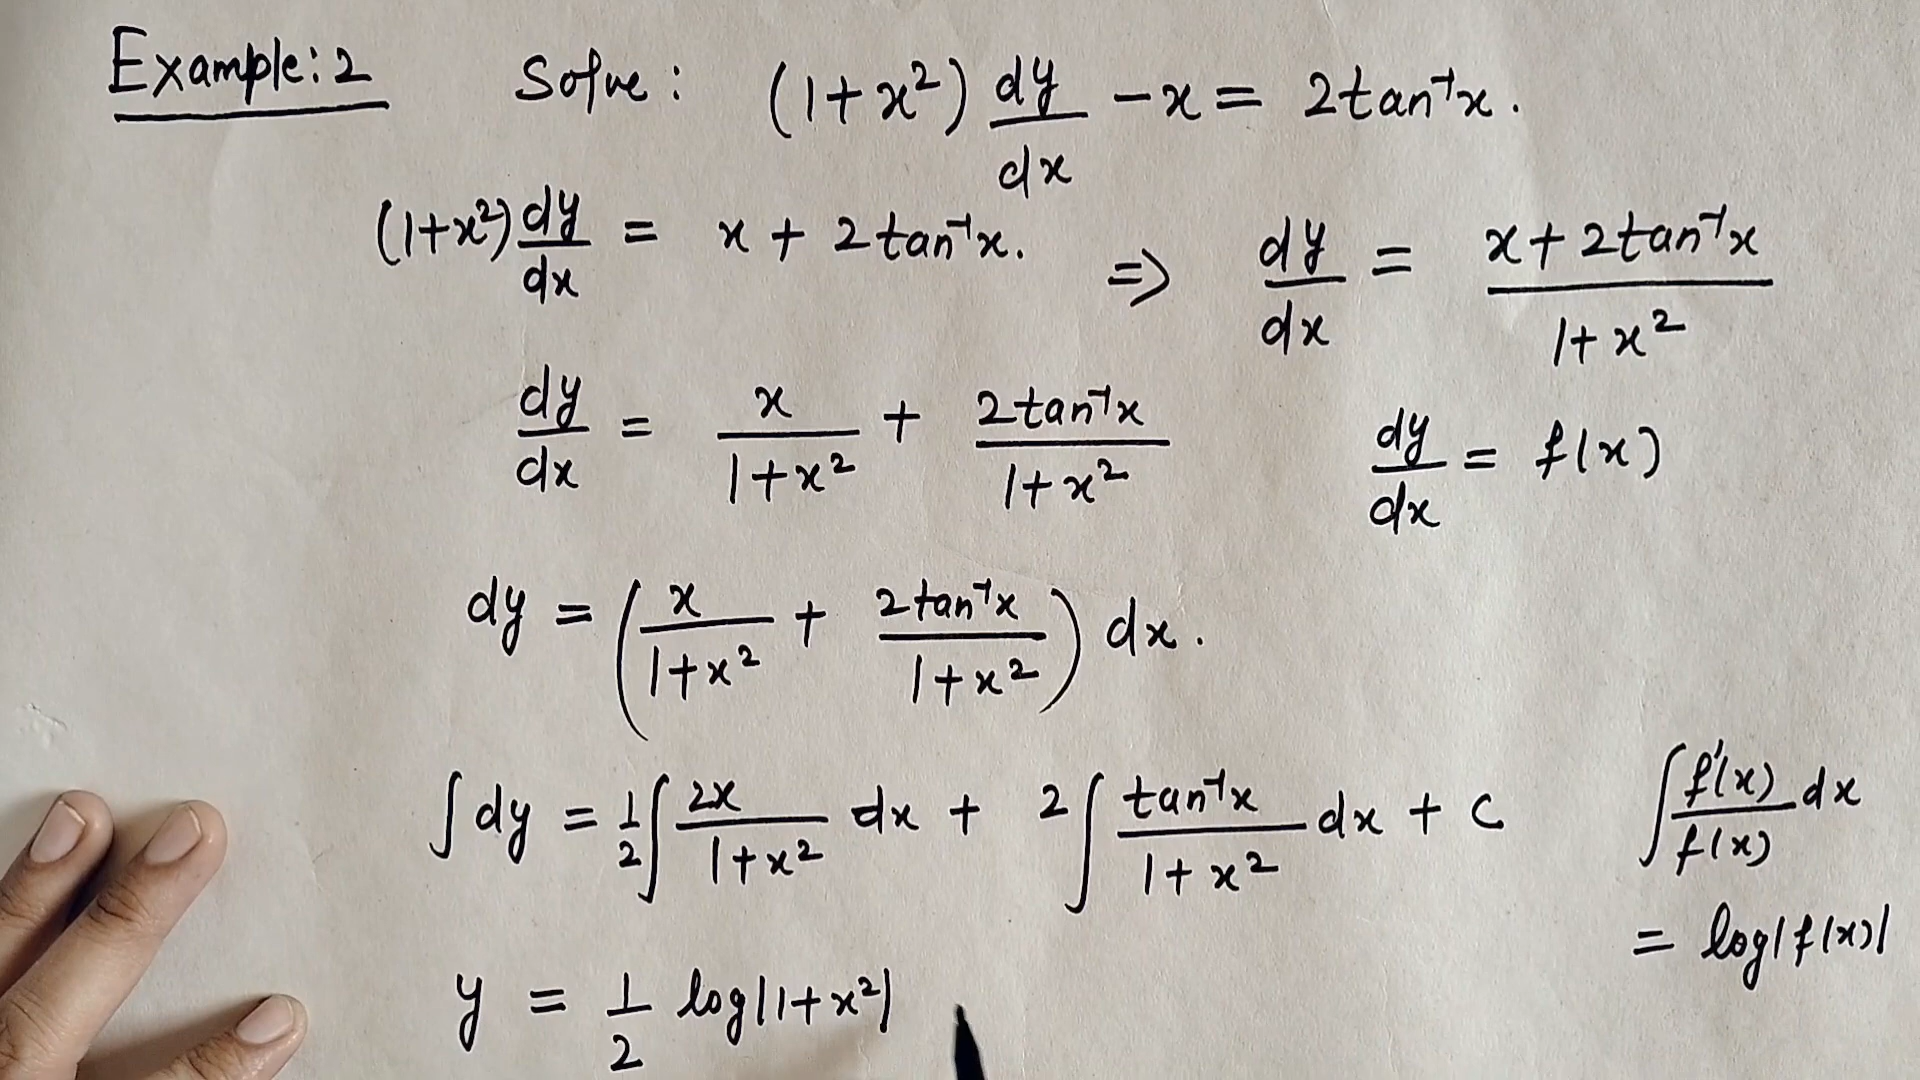 Example: 2 Solve: (1+x²) dy/dx − x = 2tan⁻¹x.
(1+x²) dy/dx = x + 2tan⁻¹x. ⇒ dy/dx = (x+2tan⁻¹x)/(1+x²)
dy/dx = x/(1+x²) + 2tan⁻¹x/(1+x²) dy/dx = f(x)
dy = (x/(1+x²) + 2tan⁻¹x/(1+x²)) dx.
∫dy = 1/2 ∫ 2x/(1+x²) dx + 2∫ tan⁻¹x/(1+x²) dx + c ∫ f'(x)/f(x) dx
= log|f(x)|
y = 1/2 log|1+x²|